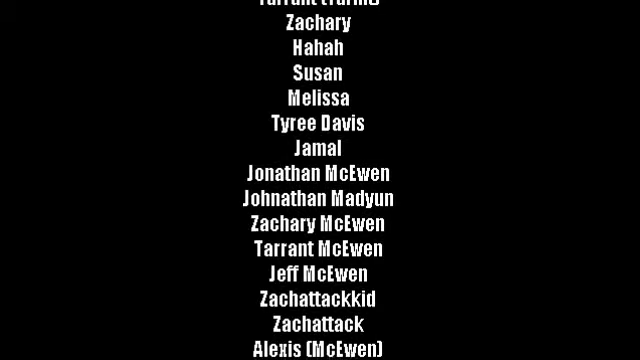 Zachary
Hahah
Susan
Melissa
Tyree Davis
Jamal
Jonathan McEwen
Johnathan Madyun
Zachary McEwen
Tarrant McEwen
Jeff McEwen
Zachattackkid
Zachattack
Alexis (McEwen)